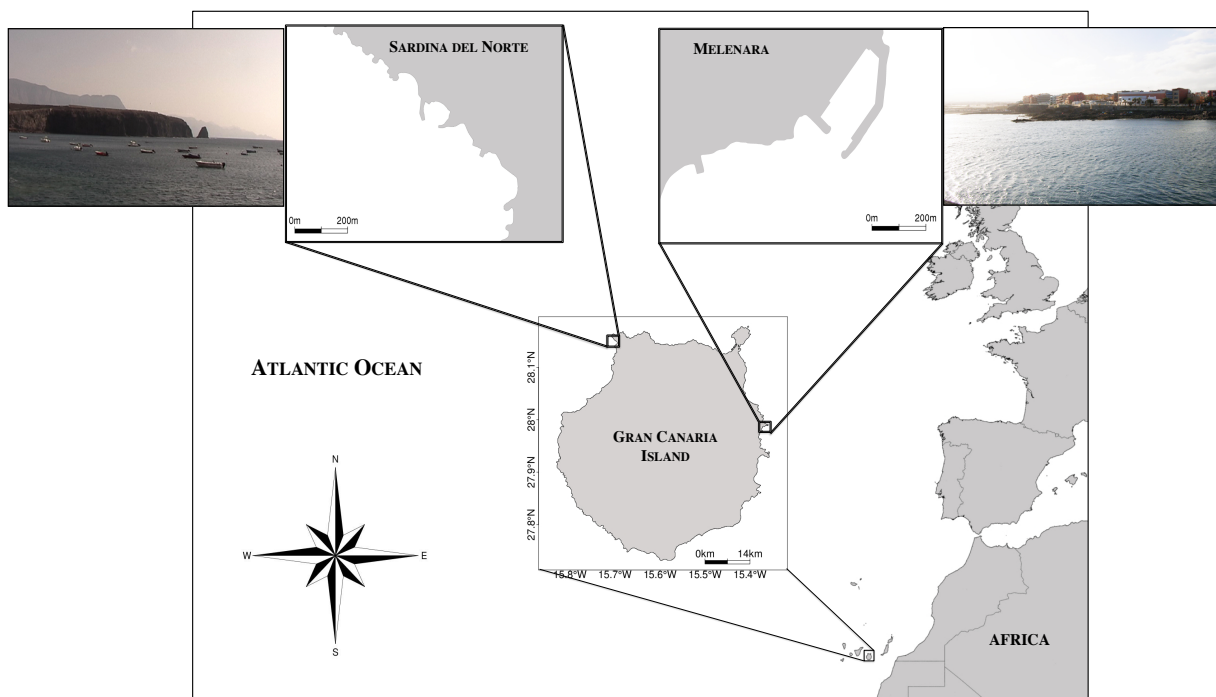 SARDINA DEL NORTE
0m 200m
MELENARA
0m 200m
ATLANTIC OCEAN
GRAN CANARIA
ISLAND
28.1°N
28°N
27.9°N
27.8°N
0km 14km
15.8°W 15.7°W 15.6°W 15.5°W 15.4°W
N
W E
S
AFRICA